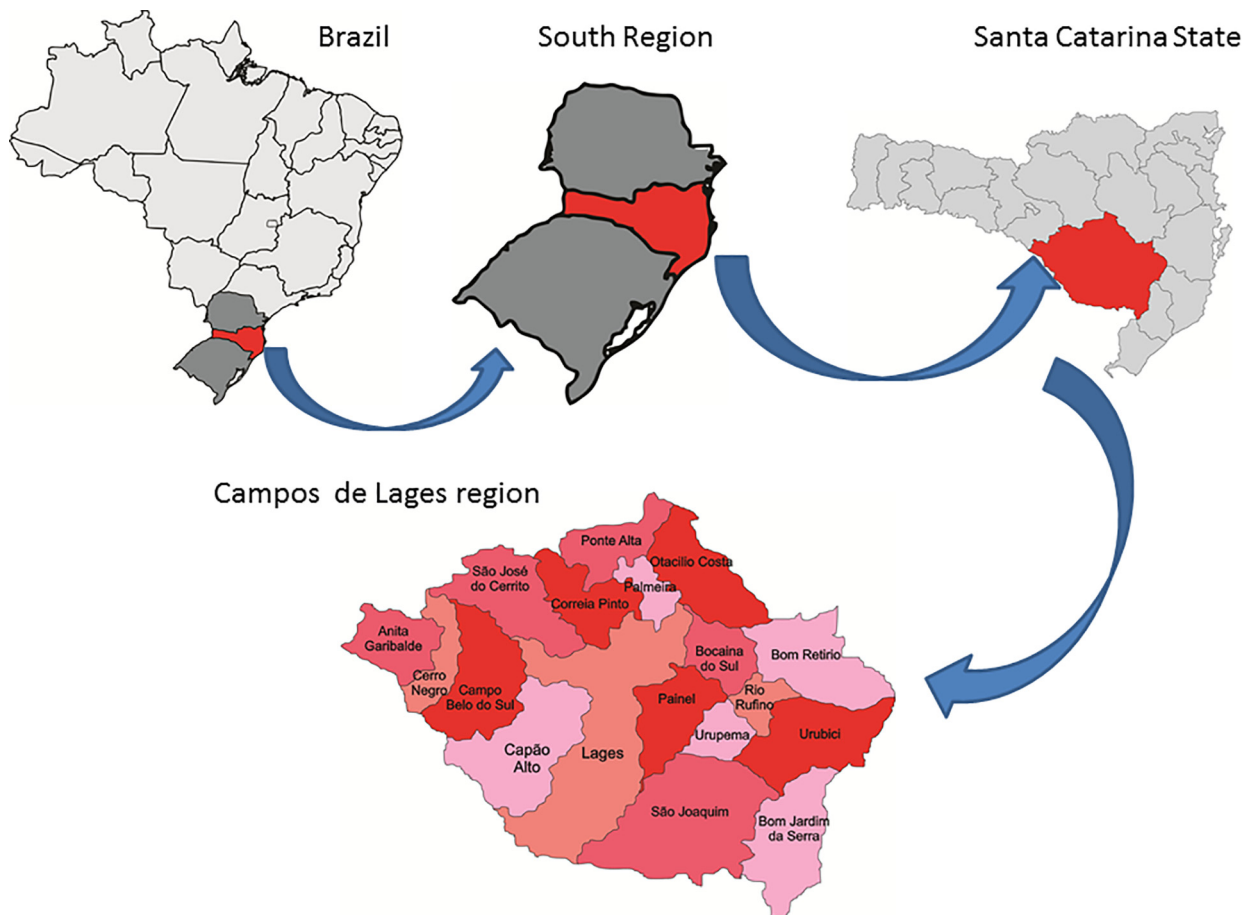 Brazil
South Region
Santa Catarina State
Campos de Lages region
Ponte Alta
Otacilio Costa
São José
do Cerrito
Palmeira
Correia Pinto
Anita
Garibalde
Bocaina
do Sul
Bom Retirio
Cerro
Negro
Campo
Belo do Sul
Painel
Rio
Rufino
Urupema
Urubici
Capão
Alto
Lages
São Joaquim
Bom Jardim
da Serra